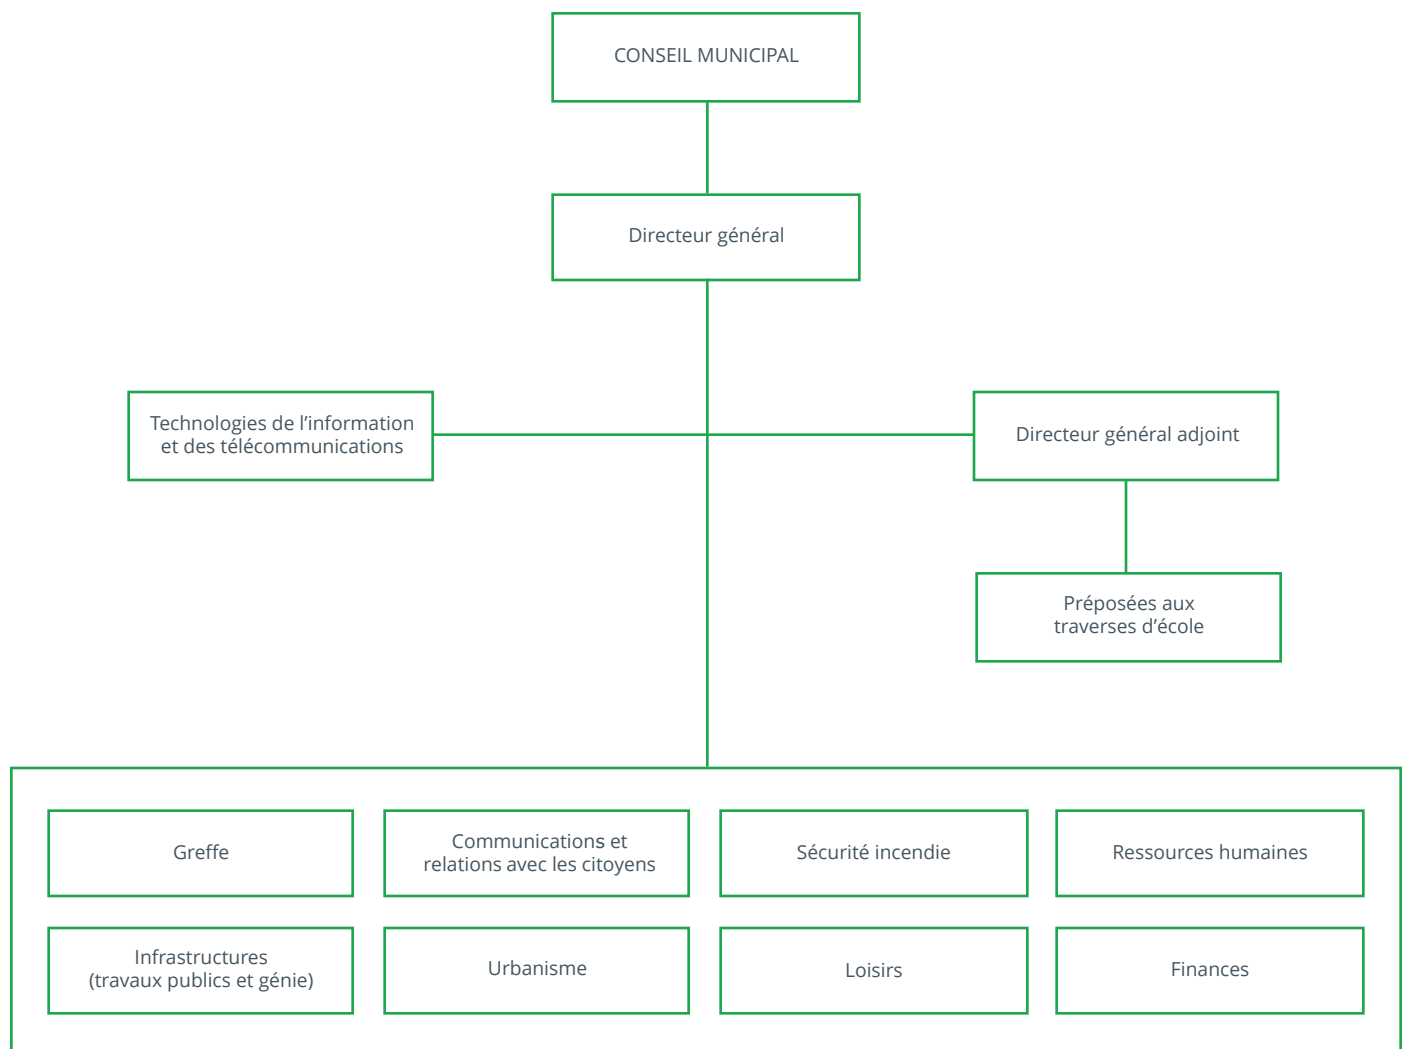 CONSEIL MUNICIPAL
Directeur général
Technologies de l'information
et des télécommunications
Directeur général adjoint
Préposées aux
traverses d'école
Greffe
Communications et
relations avec les citoyens
Sécurité incendie
Ressources humaines
Infrastructures
(travaux publics et génie)
Urbanisme
Loisirs
Finances